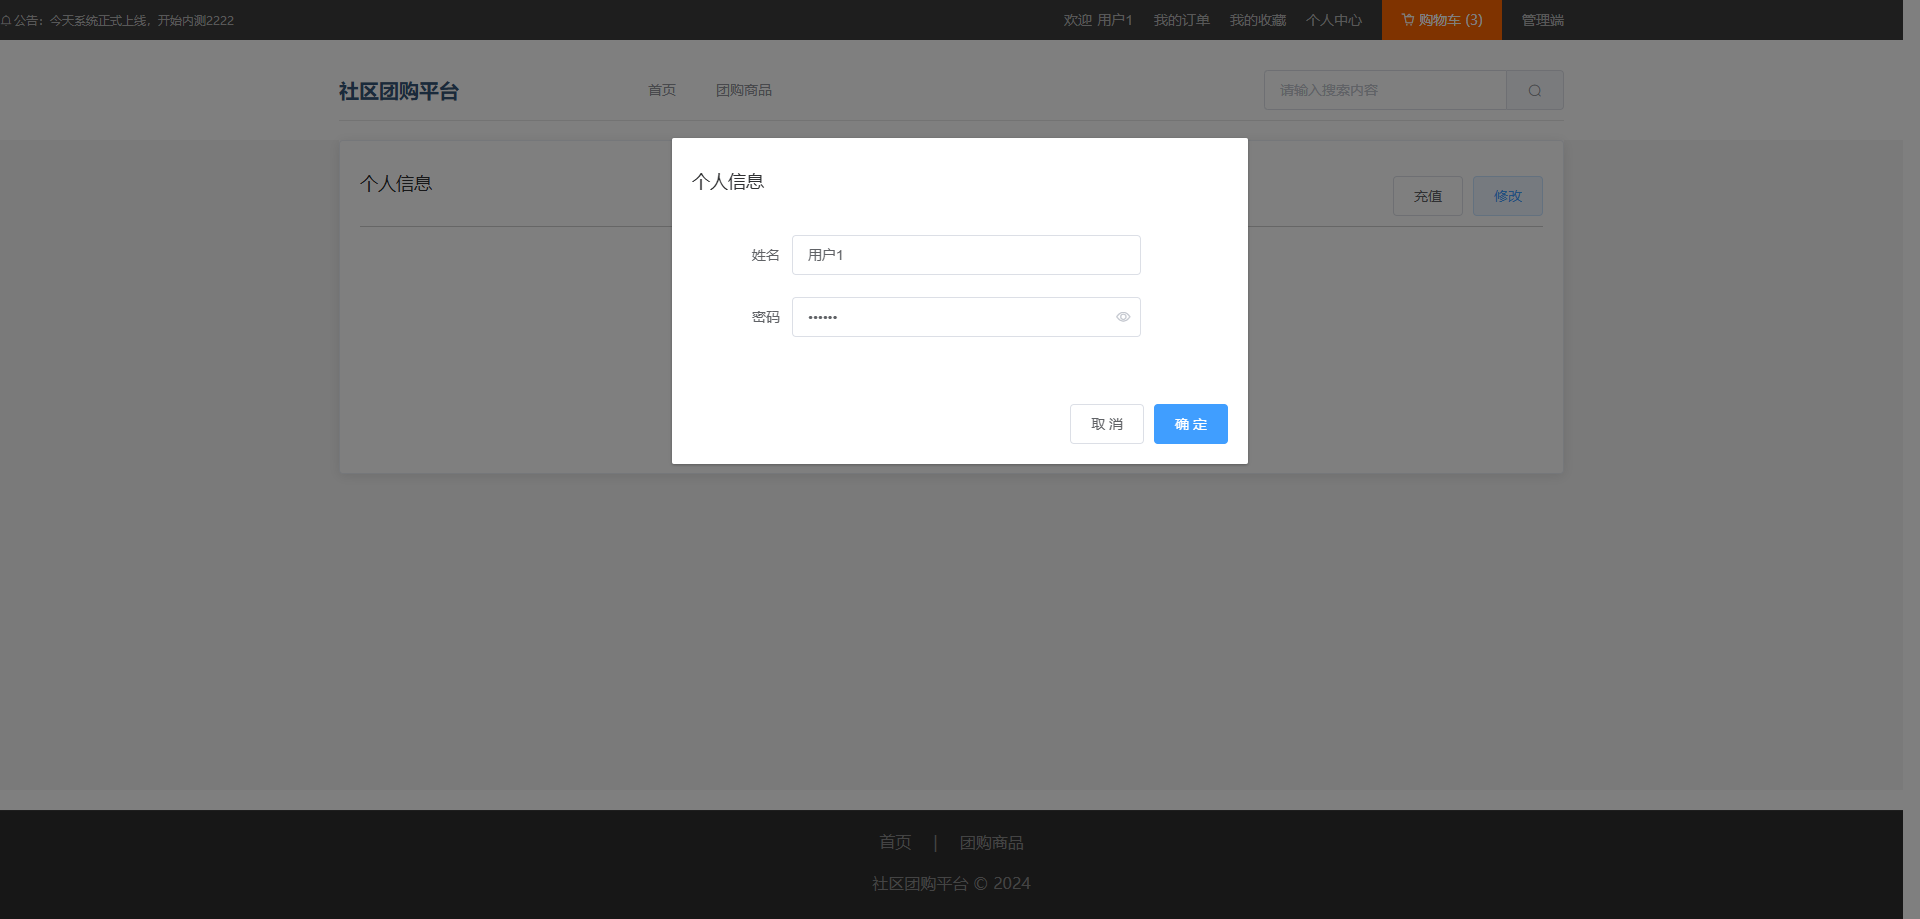 公告：今天系统正式上线，开始内测2222
欢迎 用户1 我的订单 我的收藏 个人中心 购物车 (3) 管理端
社区团购平台 首页 团购商品 请输入搜索内容
个人信息 充值 修改
个人信息
姓名 用户1
密码 ••••••
取 消 确 定
首页 | 团购商品
社区团购平台 © 2024